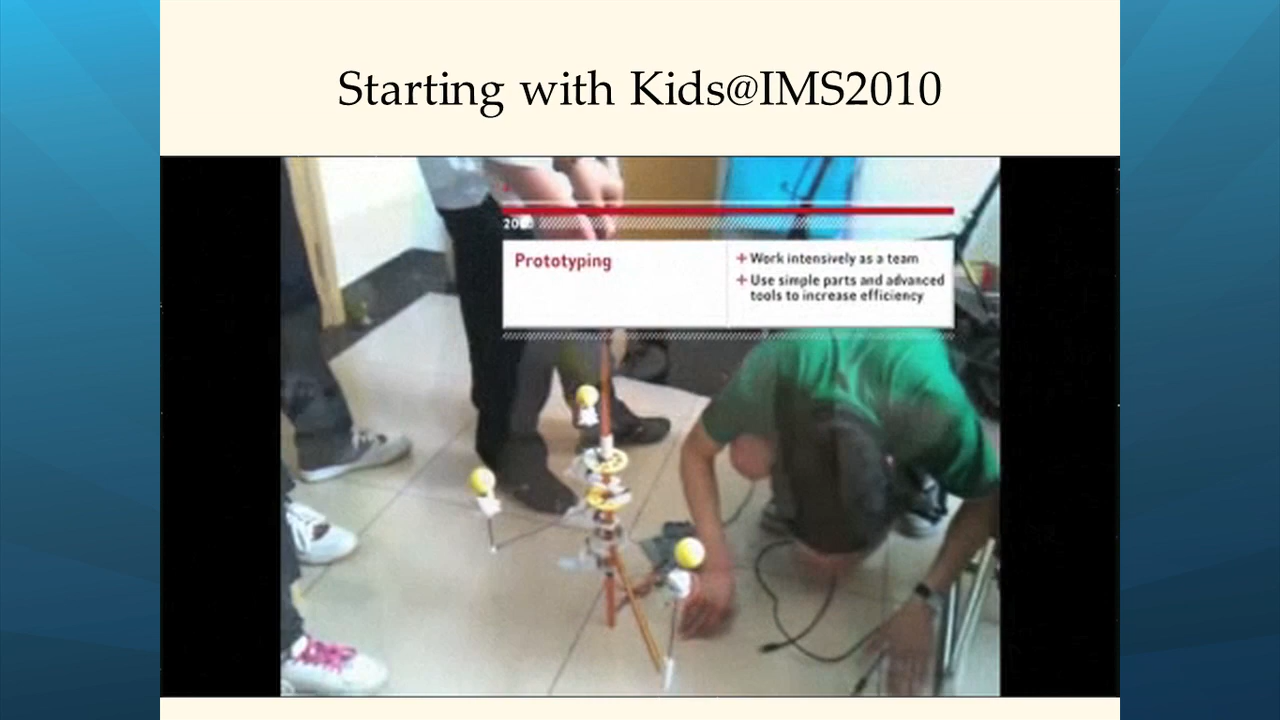 Starting with Kids@IMS2010
Prototyping
+ Work intensively as a team
+ Use simple parts and advanced
tools to increase efficiency